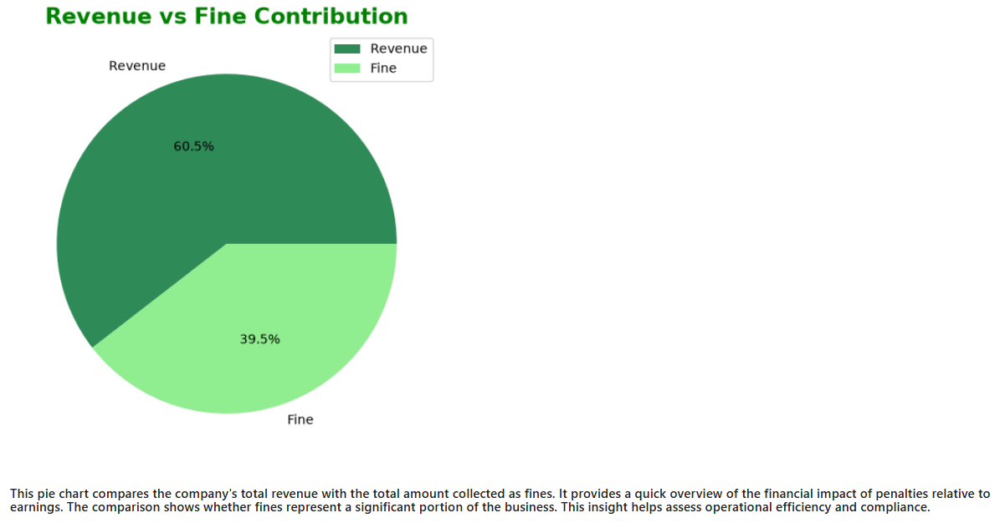 Revenue vs Fine Contribution
Revenue
Fine
Revenue
60.5%
39.5%
Fine
This pie chart compares the company's total revenue with the total amount collected as fines. It provides a quick overview of the financial impact of penalties relative to
earnings. The comparison shows whether fines represent a significant portion of the business. This insight helps assess operational efficiency and compliance.